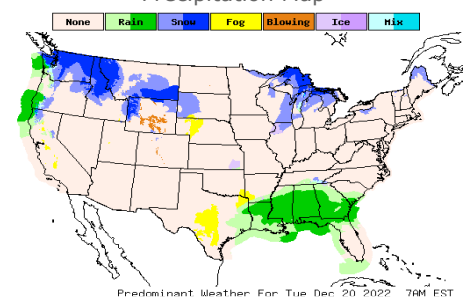 Precipitation Map
None Rain Snow Fog Blowing Ice Mix
Predominant Weather For Tue Dec 20 2022 7AM EST